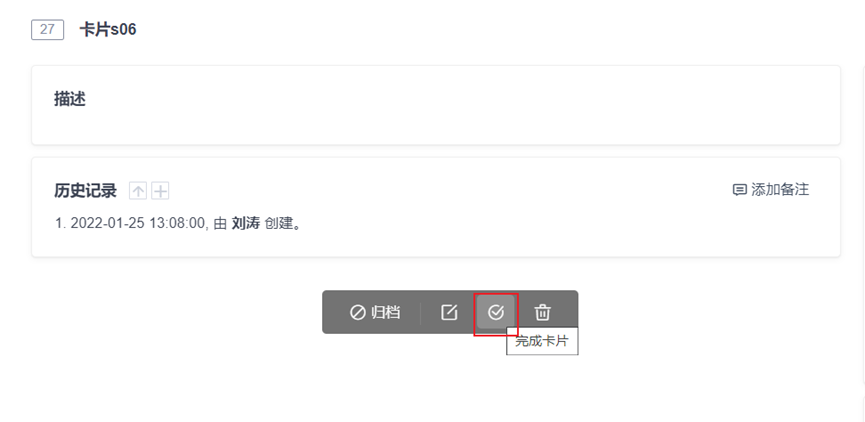 27 卡片s06
描述
历史记录 添加备注
1. 2022-01-25 13:08:00, 由 刘涛 创建。
归档
完成卡片